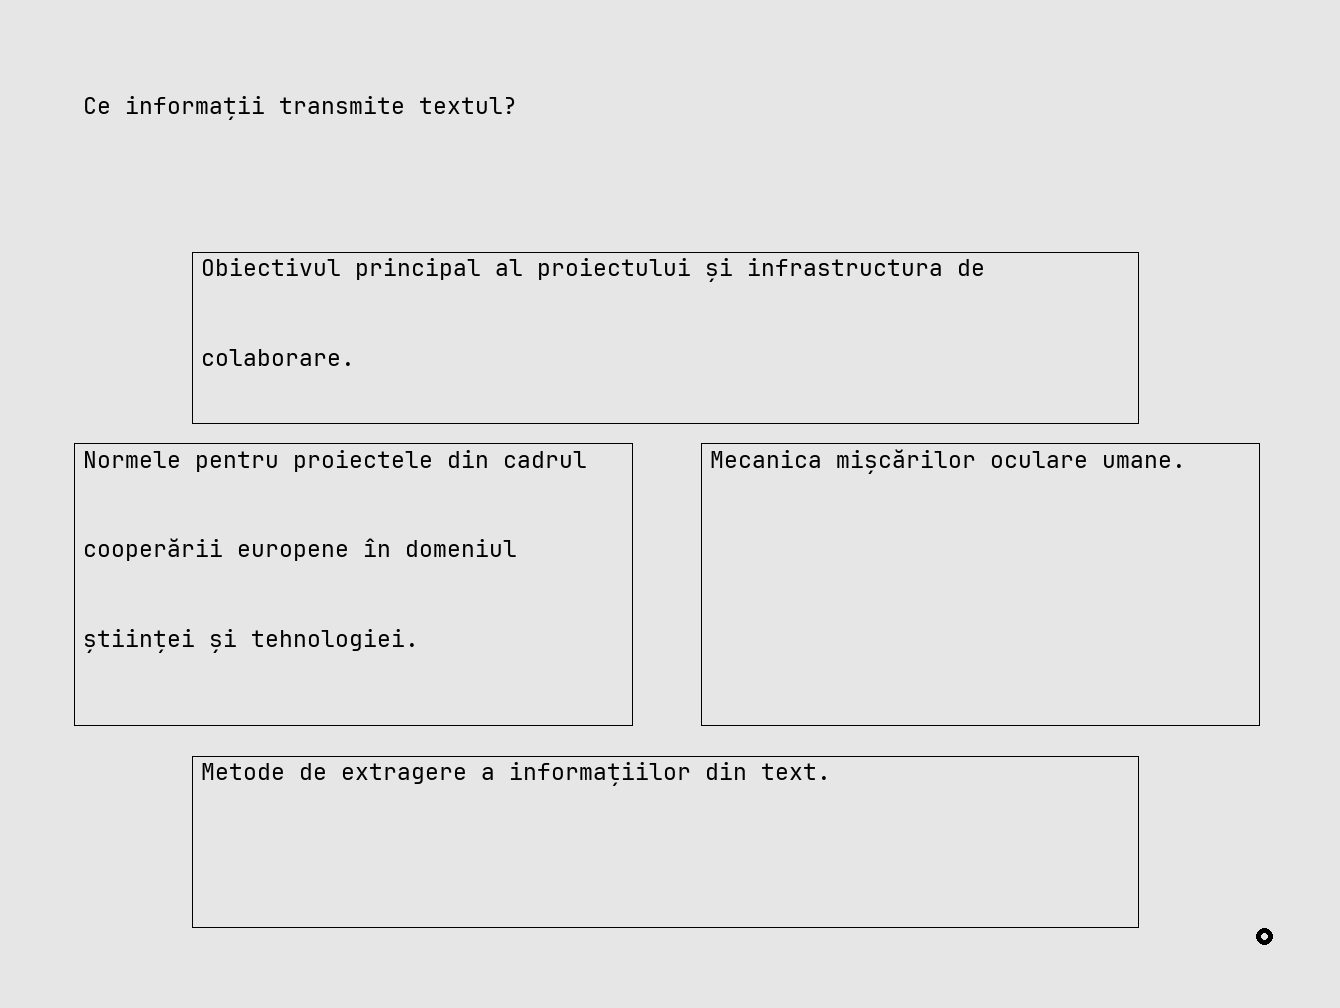 Ce informații transmite textul?
Obiectivul principal al proiectului și infrastructura de
colaborare.
Normele pentru proiectele din cadrul
cooperării europene în domeniul
științei și tehnologiei.
Mecanica mișcărilor oculare umane.
Metode de extragere a informațiilor din text.